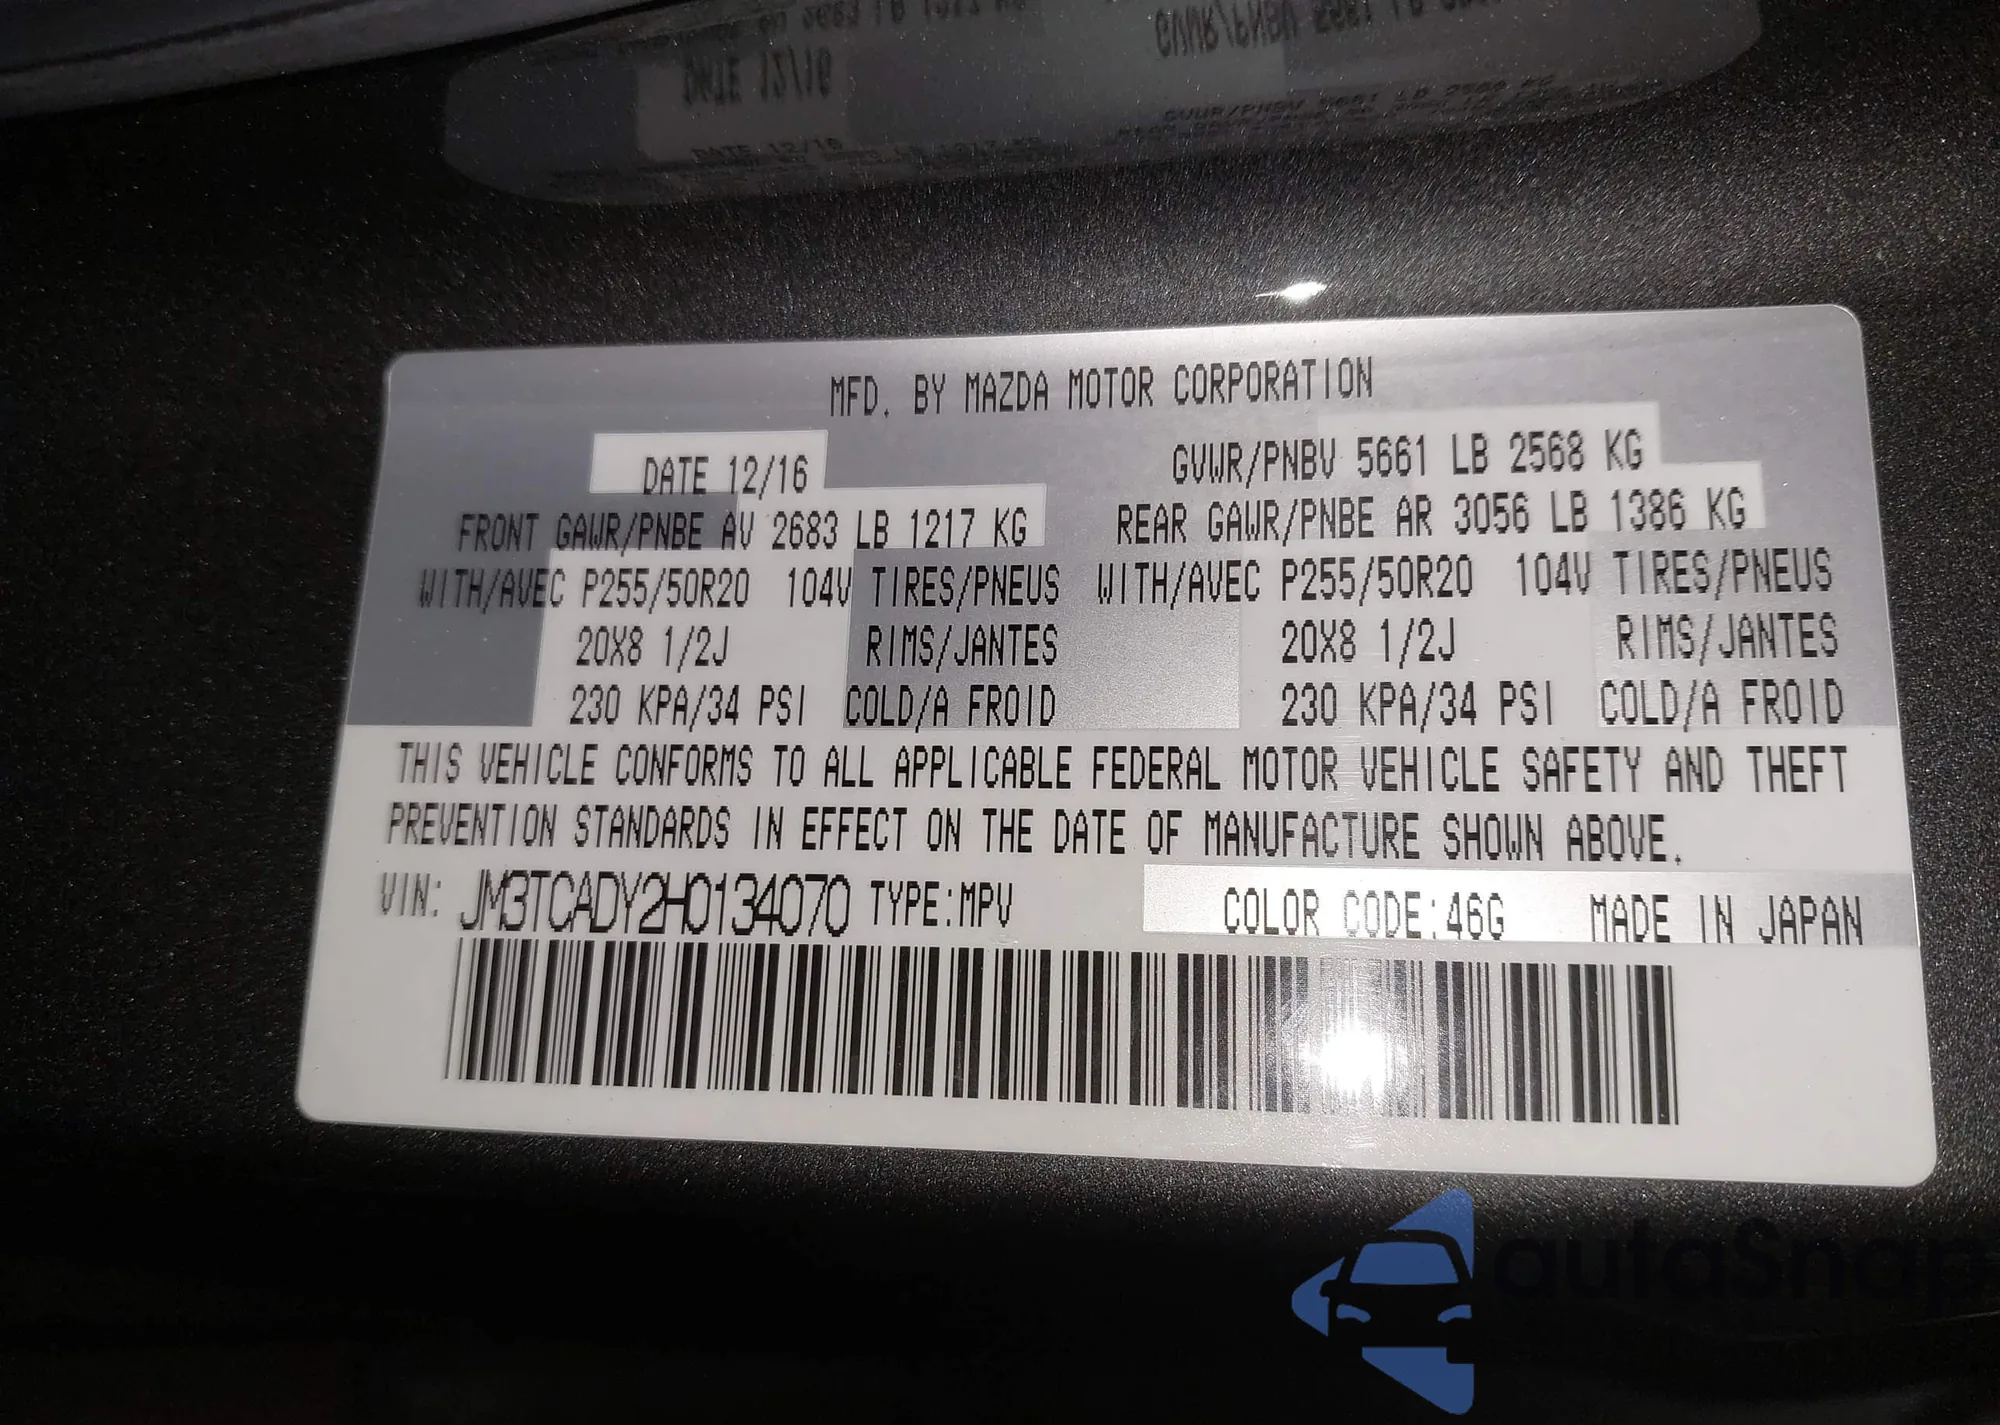 MFD. BY MAZDA MOTOR CORPORATION
DATE 12/16 GVWR/PNBV 5661 LB 2568 KG
FRONT GAWR/PNBE AV 2683 LB 1217 KG REAR GAWR/PNBE AR 3056 LB 1386 KG
WITH/AVEC P255/50R20 104V TIRES/PNEUS WITH/AVEC P255/50R20 104V TIRES/PNEUS
20X8 1/2J RIMS/JANTES 20X8 1/2J RIMS/JANTES
230 KPA/34 PSI COLD/A FROID 230 KPA/34 PSI COLD/A FROID
THIS VEHICLE CONFORMS TO ALL APPLICABLE FEDERAL MOTOR VEHICLE SAFETY AND THEFT
PREVENTION STANDARDS IN EFFECT ON THE DATE OF MANUFACTURE SHOWN ABOVE.
VIN: JM3TCADY2H0134070 TYPE:MPV COLOR CODE:46G MADE IN JAPAN
autoSnap